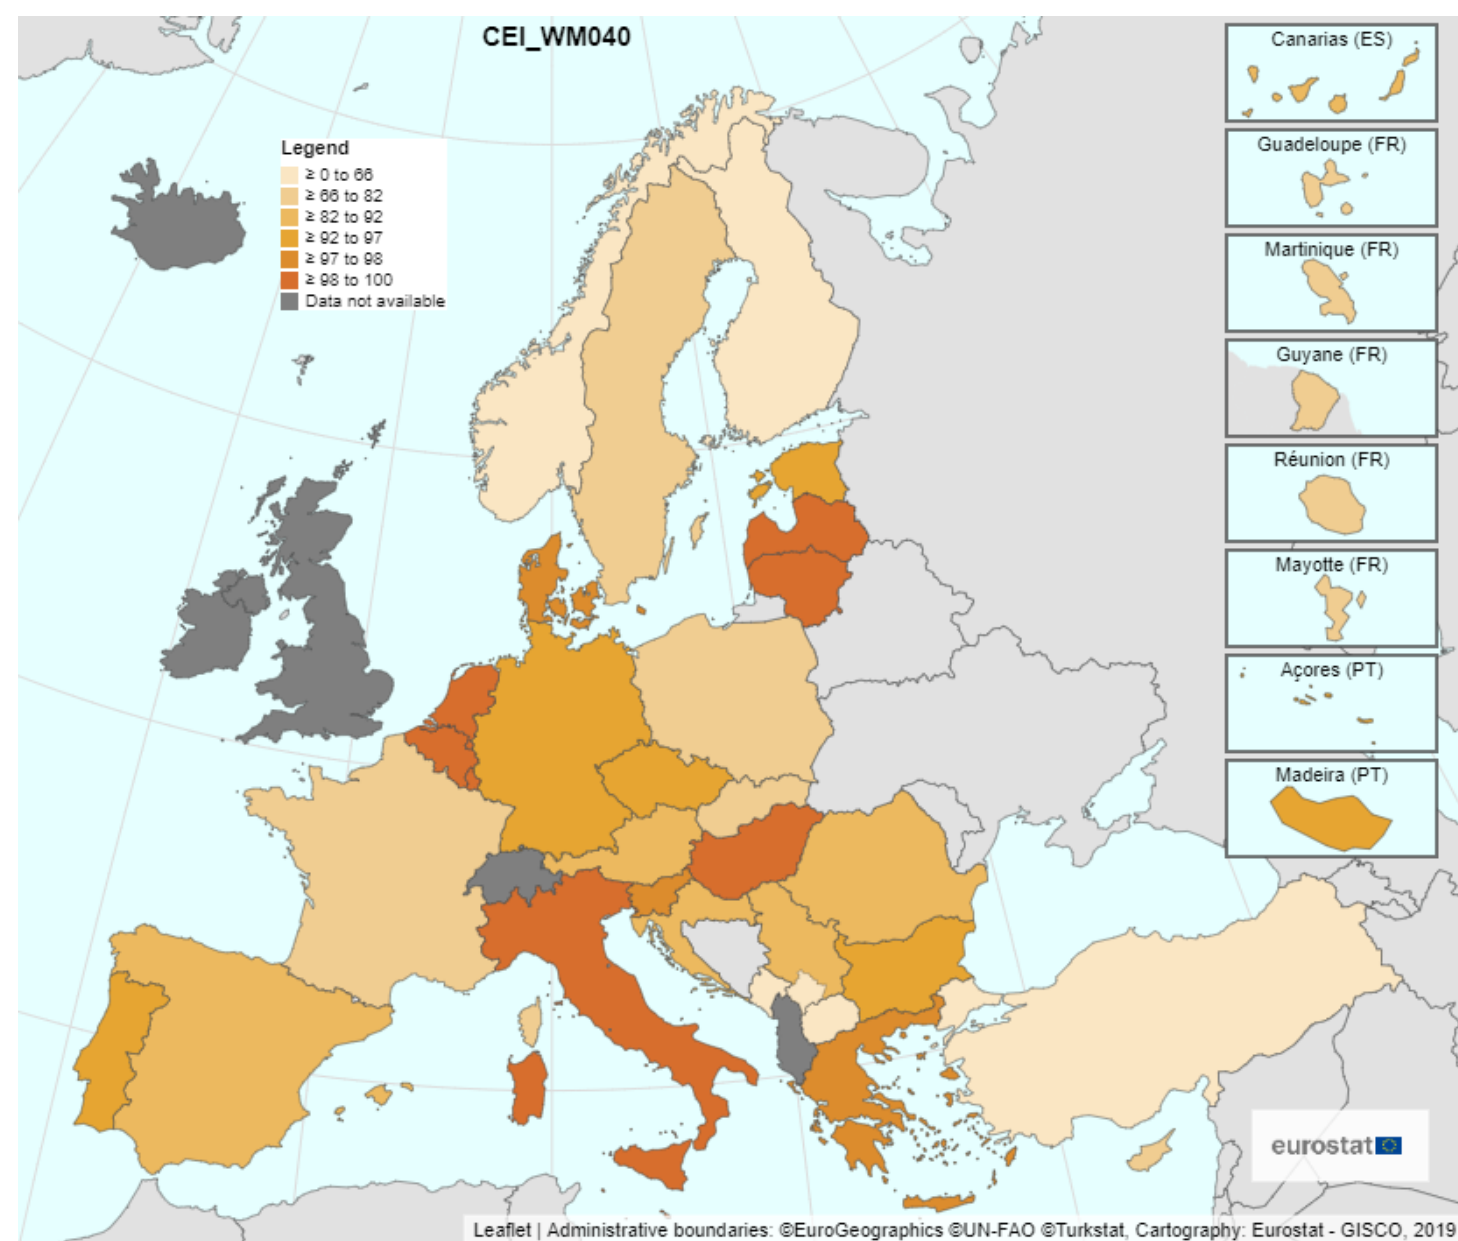 CEI_WM040
Legend
≥ 0 to 66
≥ 66 to 82
≥ 82 to 92
≥ 92 to 97
≥ 97 to 98
≥ 98 to 100
Data not available
Canarias (ES)
Guadeloupe (FR)
Martinique (FR)
Guyane (FR)
Réunion (FR)
Mayotte (FR)
Açores (PT)
Madeira (PT)
eurostat
Leaflet | Administrative boundaries: ©EuroGeographics ©UN-FAO ©Turkstat, Cartography: Eurostat - GISCO, 2019